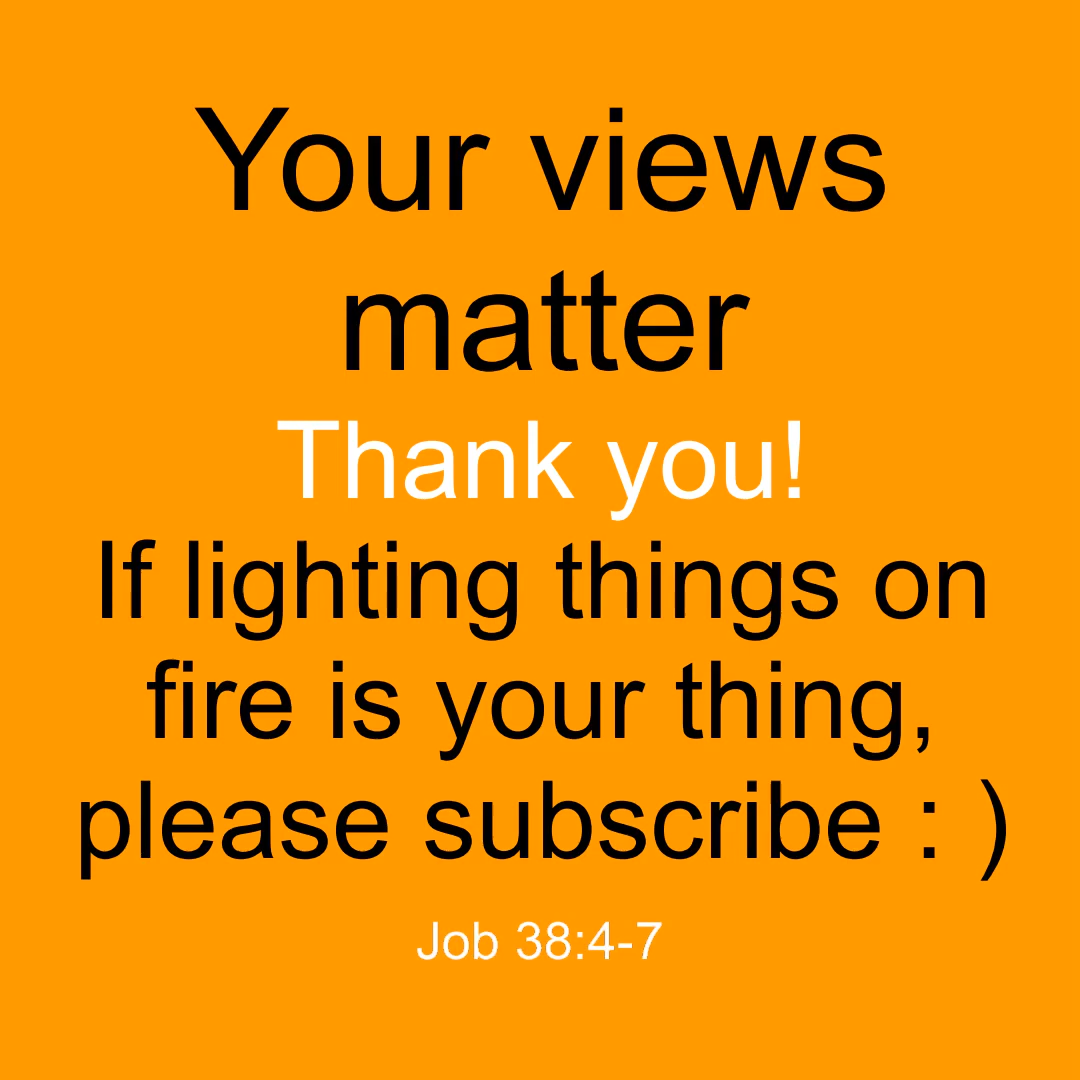 Your views
matter
Thank you!
If lighting things on
fire is your thing,
please subscribe : )
Job 38:4-7